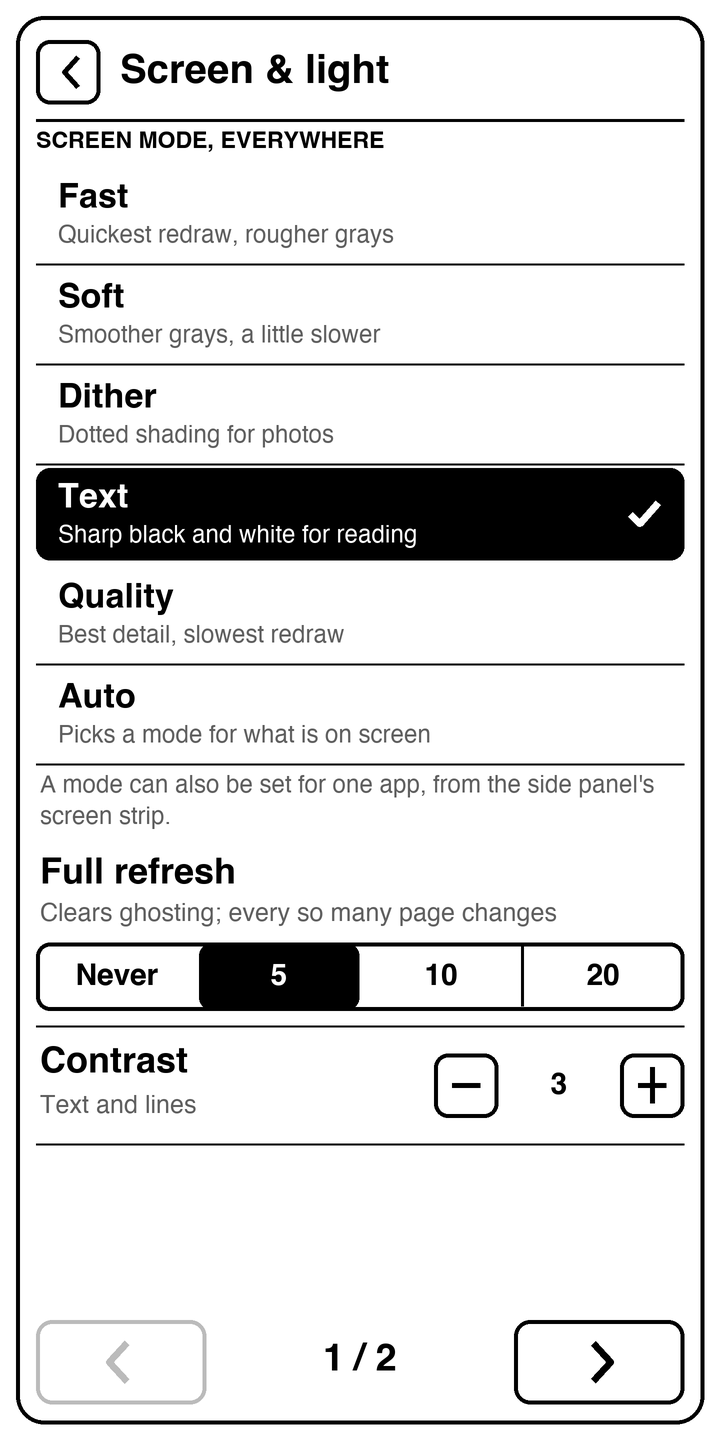 Screen & light
SCREEN MODE, EVERYWHERE
Fast
Quickest redraw, rougher grays
Soft
Smoother grays, a little slower
Dither
Dotted shading for photos
Text
Sharp black and white for reading
Quality
Best detail, slowest redraw
Auto
Picks a mode for what is on screen
A mode can also be set for one app, from the side panel's
screen strip.
Full refresh
Clears ghosting; every so many page changes
Never 5 10 20
Contrast
Text and lines
3
1 / 2